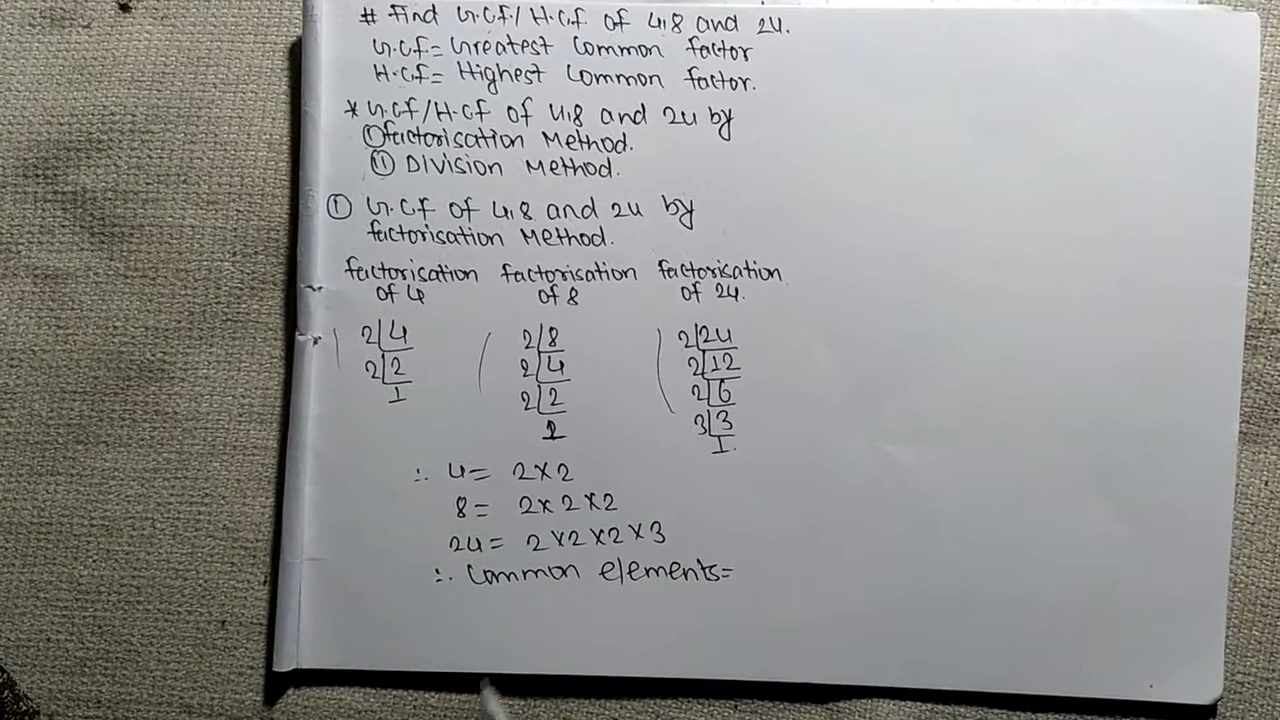 # Find G.C.F/H.C.F of 4,8 and 24.
G.C.F = Greatest Common factor
H.C.F = Highest Common factor.
* G.C.F/H.C.F of 4,8 and 24 by
(i) factorisation Method.
(ii) Division Method.
(i) G.C.F of 4,8 and 24 by
factorisation Method.
factorisation of 4
2|4
2|2
1
factorisation of 8
2|8
2|4
2|2
1
factorisation of 24.
2|24
2|12
2|6
3|3
1.
∴ 4 = 2×2
8 = 2×2×2
24 = 2×2×2×3
∴ Common elements=